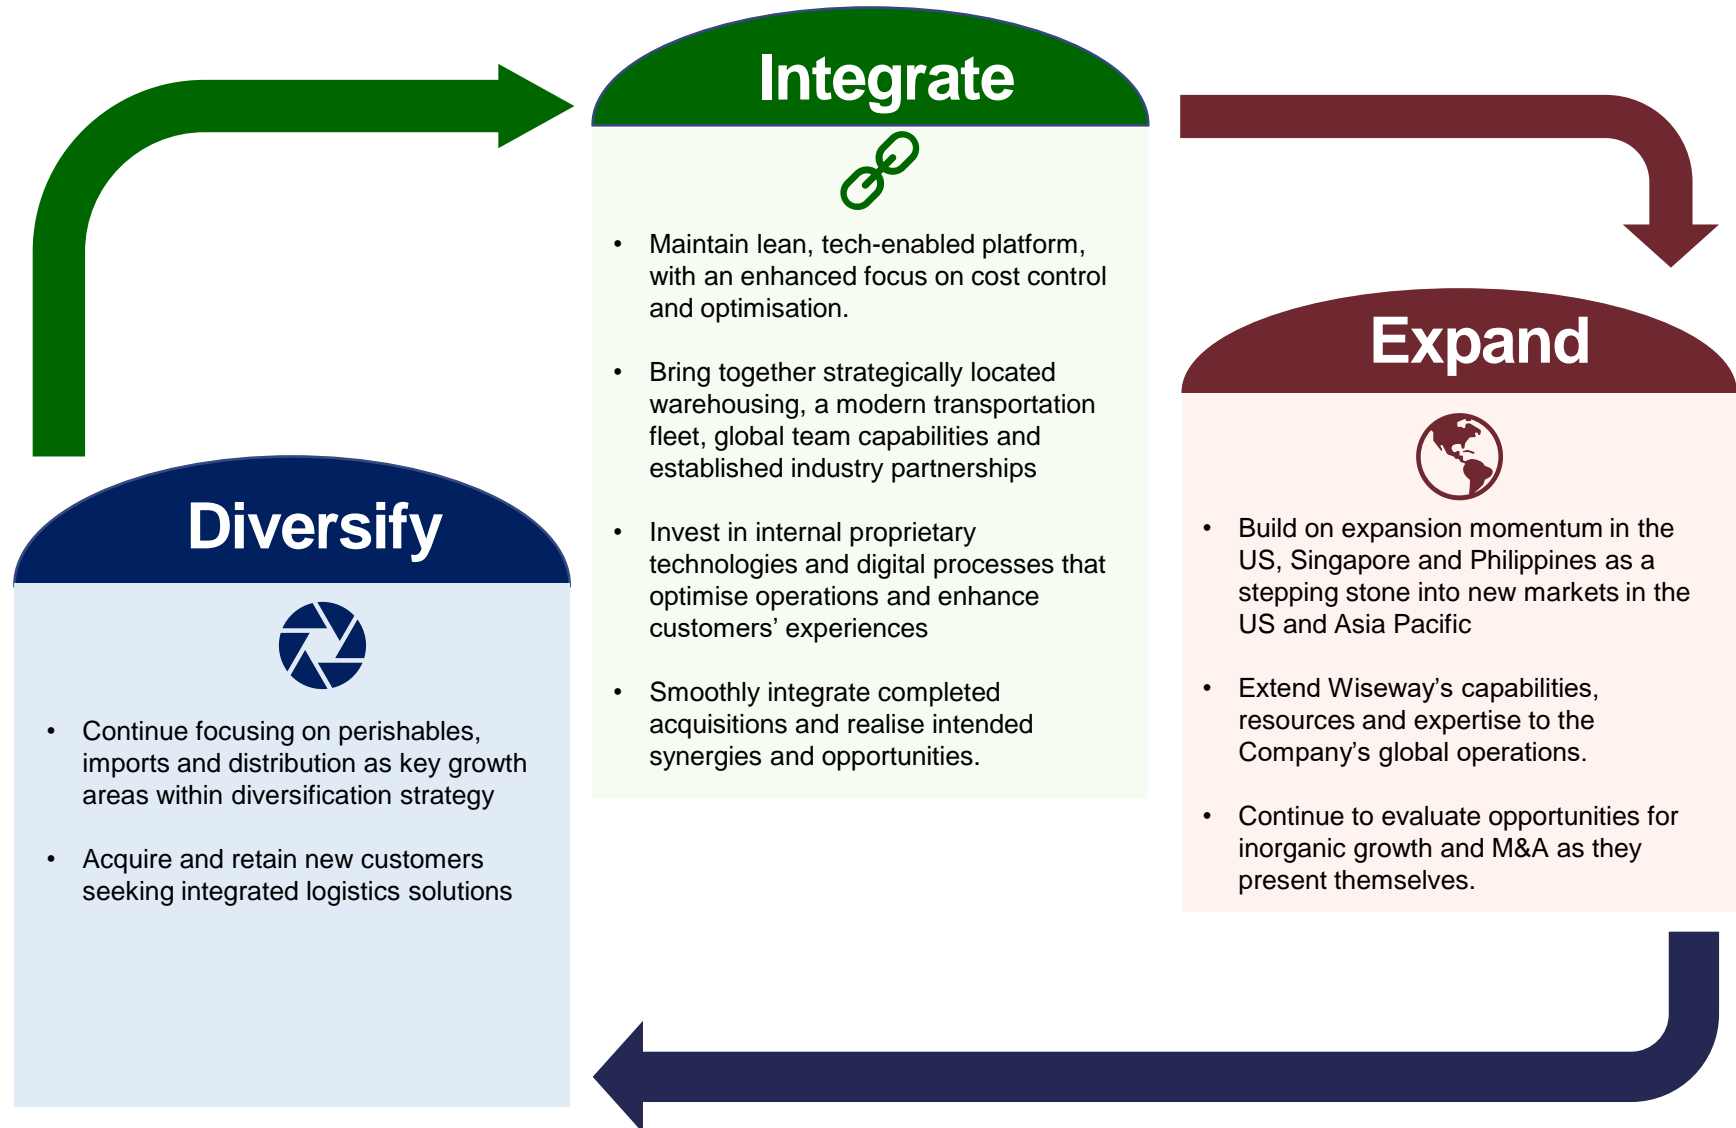 Integrate
• Maintain lean, tech-enabled platform,
with an enhanced focus on cost control
and optimisation.
• Bring together strategically located
warehousing, a modern transportation
fleet, global team capabilities and
established industry partnerships
• Invest in internal proprietary
technologies and digital processes that
optimise operations and enhance
customers’ experiences
• Smoothly integrate completed
acquisitions and realise intended
synergies and opportunities.
Expand
• Build on expansion momentum in the
US, Singapore and Philippines as a
stepping stone into new markets in the
US and Asia Pacific
• Extend Wiseway’s capabilities,
resources and expertise to the
Company’s global operations.
• Continue to evaluate opportunities for
inorganic growth and M&A as they
present themselves.
Diversify
• Continue focusing on perishables,
imports and distribution as key growth
areas within diversification strategy
• Acquire and retain new customers
seeking integrated logistics solutions